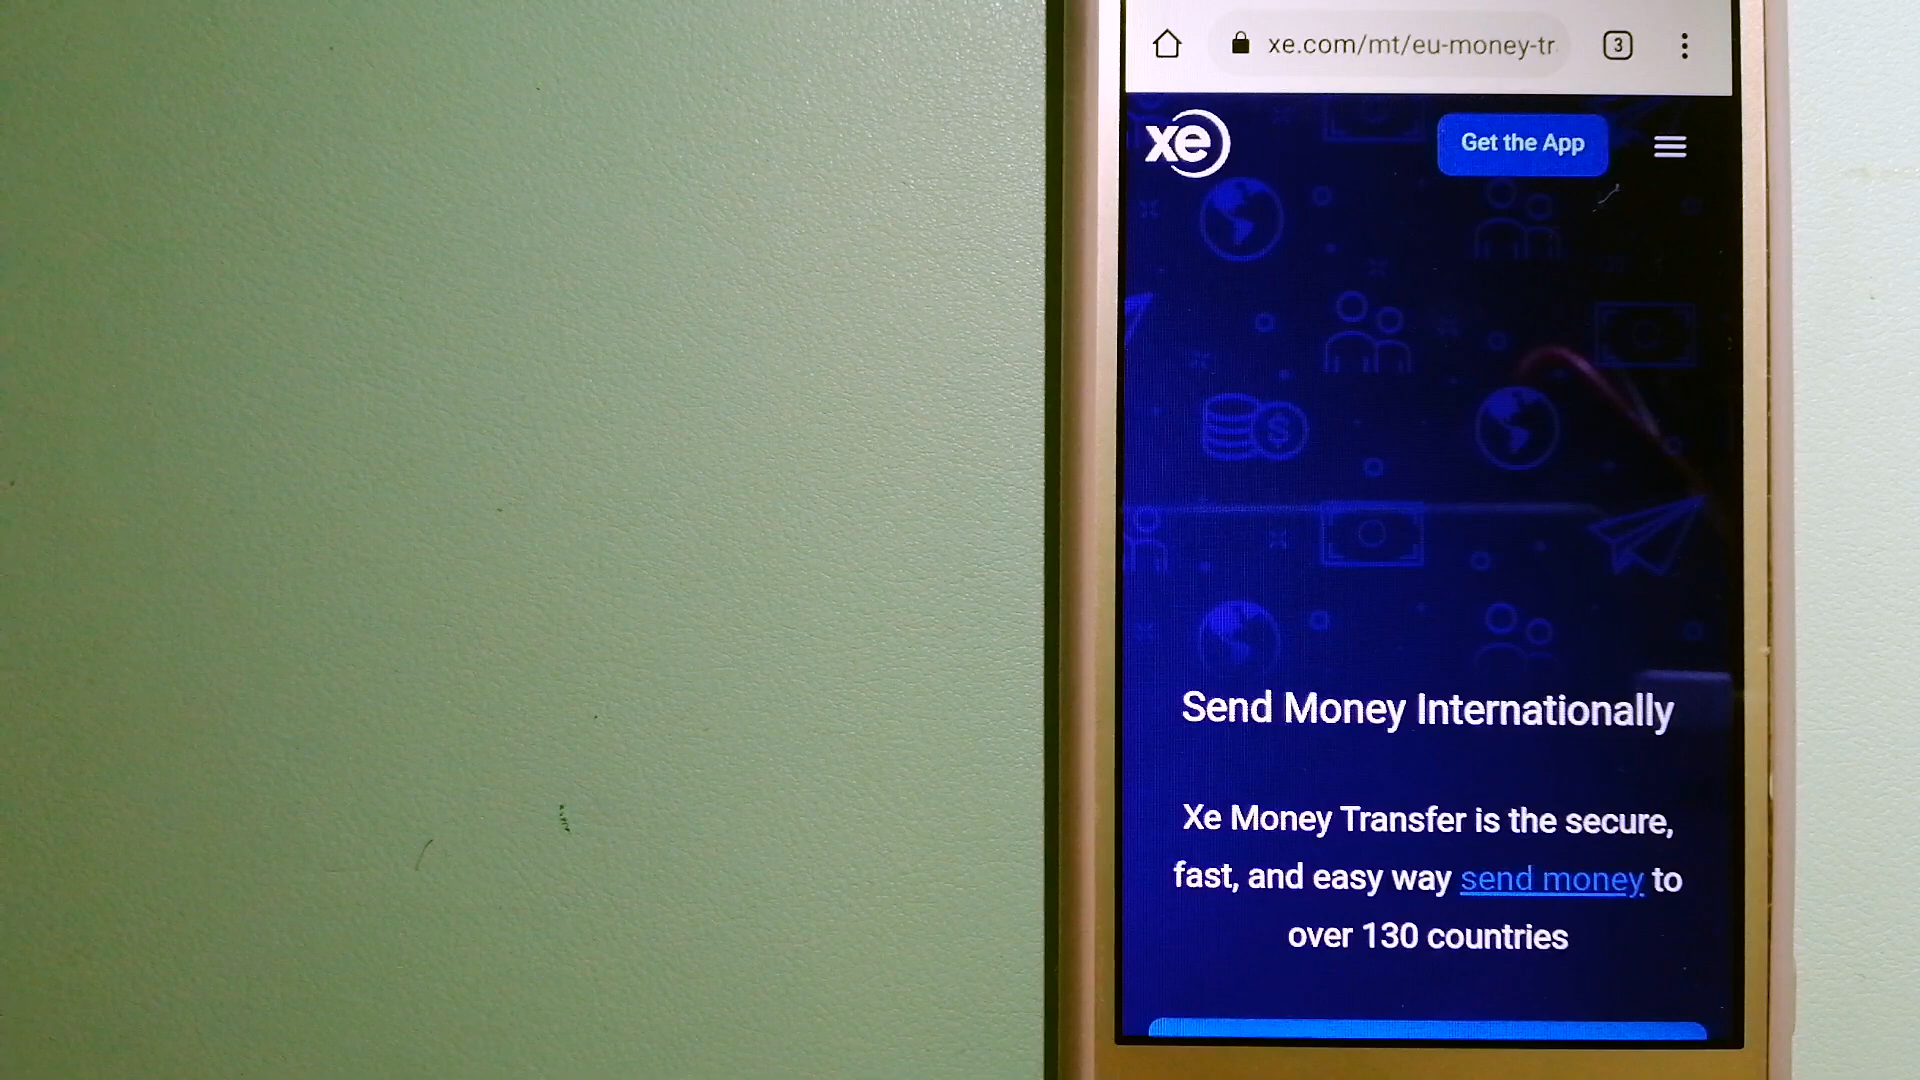 xe.com/mt/eu-money-tr
3
xe
Get the App
Send Money Internationally
Xe Money Transfer is the secure,
fast, and easy way send money to
over 130 countries